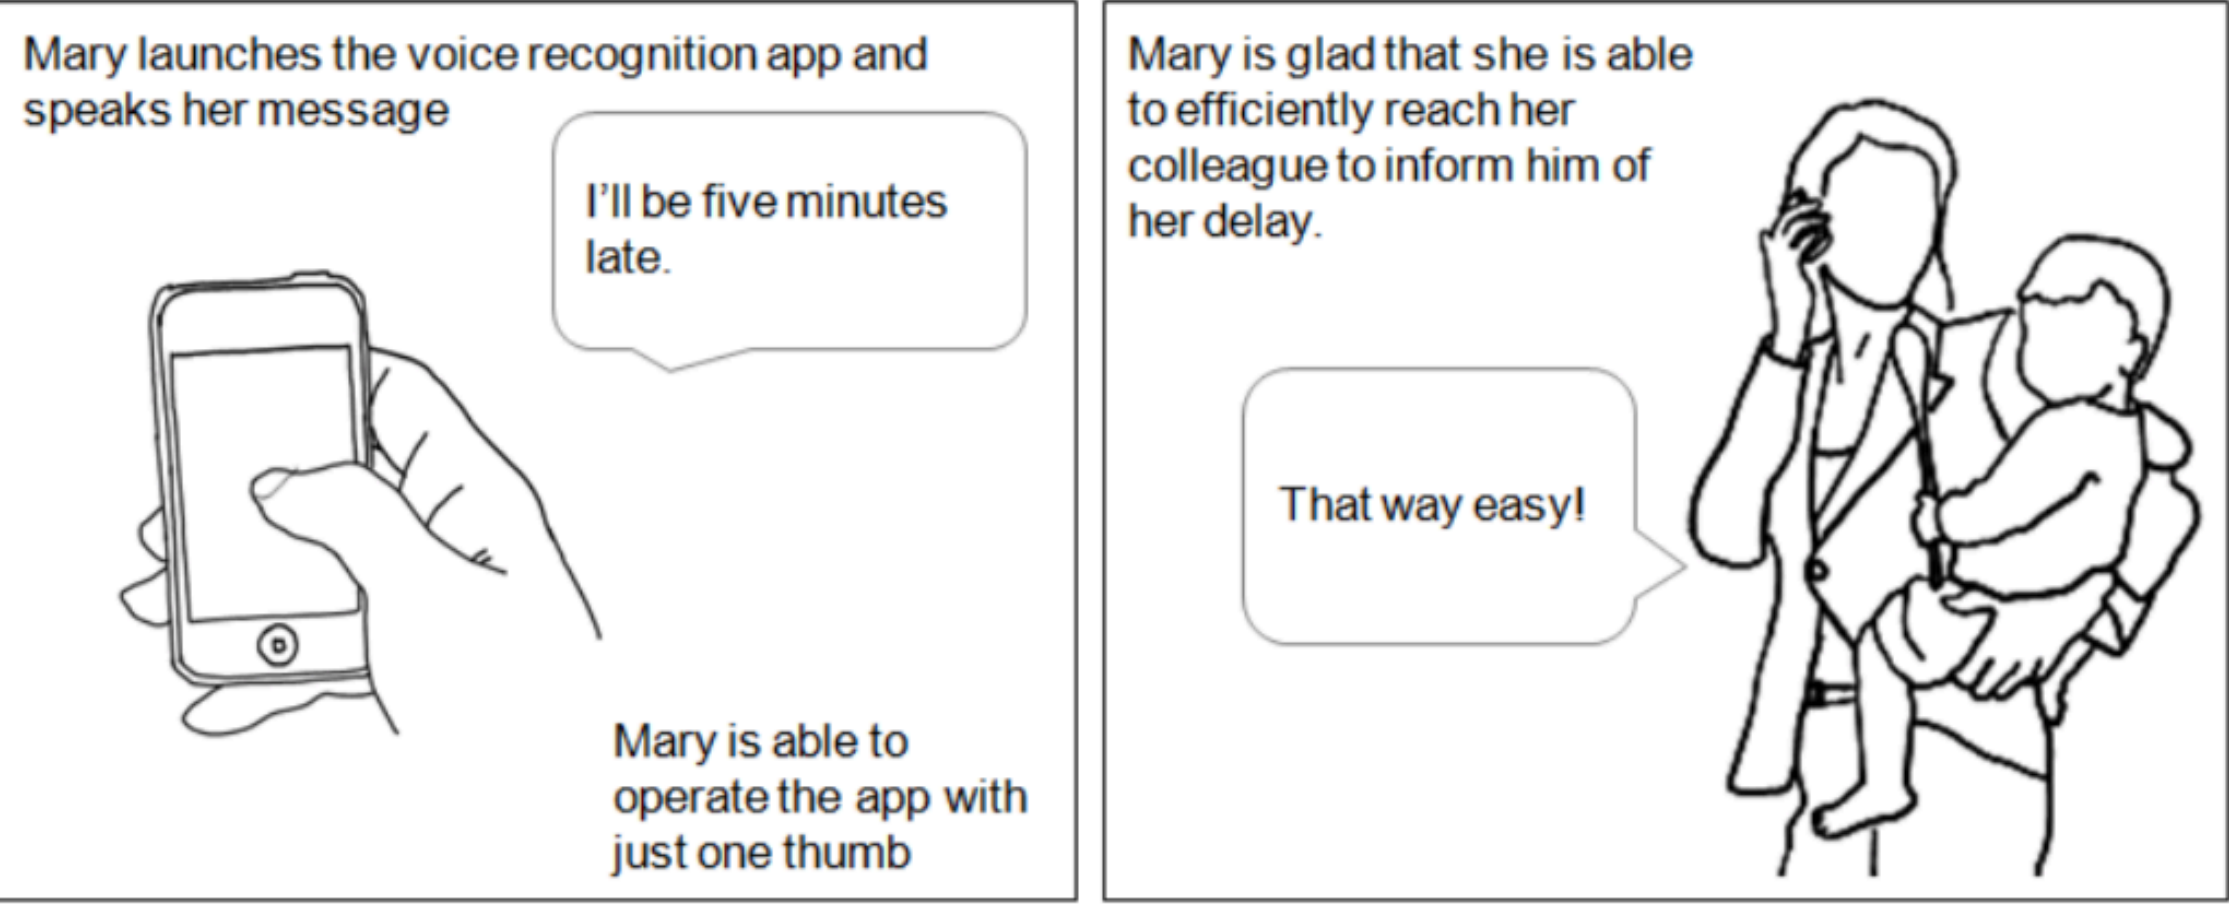 Mary launches the voice recognition app and
speaks her message
I'll be five minutes
late.
Mary is able to
operate the app with
just one thumb
Mary is glad that she is able
to efficiently reach her
colleague to inform him of
her delay.
That way easy!